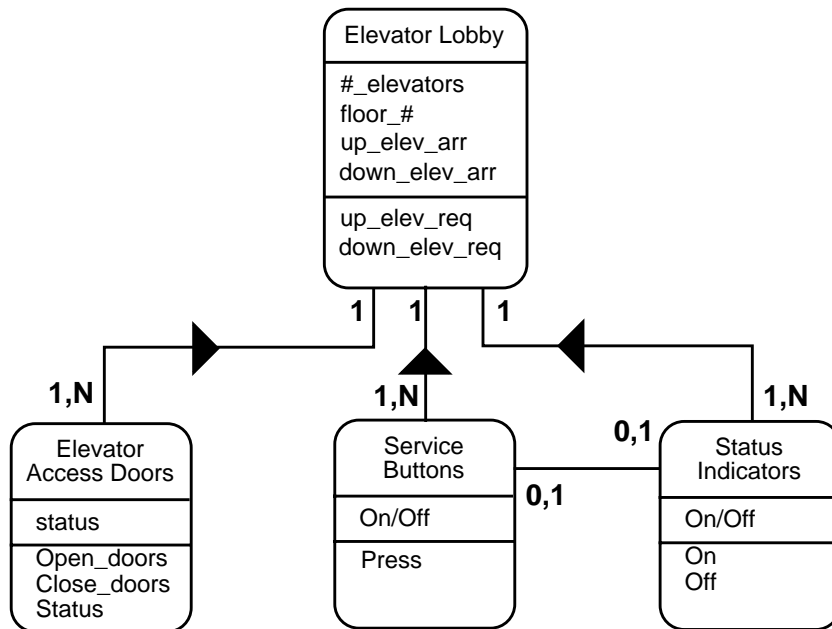 Elevator Lobby
#_elevators
floor_#
up_elev_arr
down_elev_arr
up_elev_req
down_elev_req
1
1
1
1,N
1,N
1,N
0,1
0,1
Elevator
Access Doors
status
Open_doors
Close_doors
Status
Service
Buttons
On/Off
Press
Status
Indicators
On/Off
On
Off